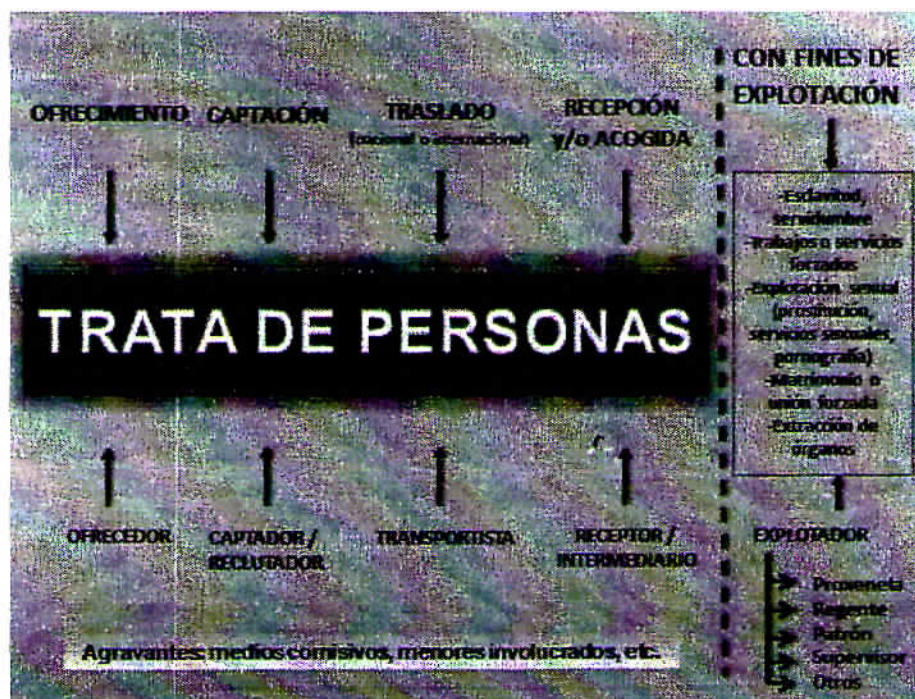 CON FINES DE
EXPLOTACIÓN
OFRECIMIENTO
CAPTACIÓN
TRASLADO
(nacional o internacional)
RECEPCIÓN
y/o ACOGIDA
-Esclavitud,
servidumbre
-Trabajos o servicios
forzados
-Explotación sexual
(prostitución,
servicios sexuales,
pornografía)
-Matrimonio o
unión forzada
-Extracción de
órganos
TRATA DE PERSONAS
OFRECEDOR
CAPTADOR /
RECLUTADOR
TRANSPORTISTA
RECEPTOR /
INTERMEDIARIO
EXPLOTADOR
Proxeneta
Regente
Patrón
Supervisor
Otros
Agravantes: medios comisivos, menores involucrados, etc.